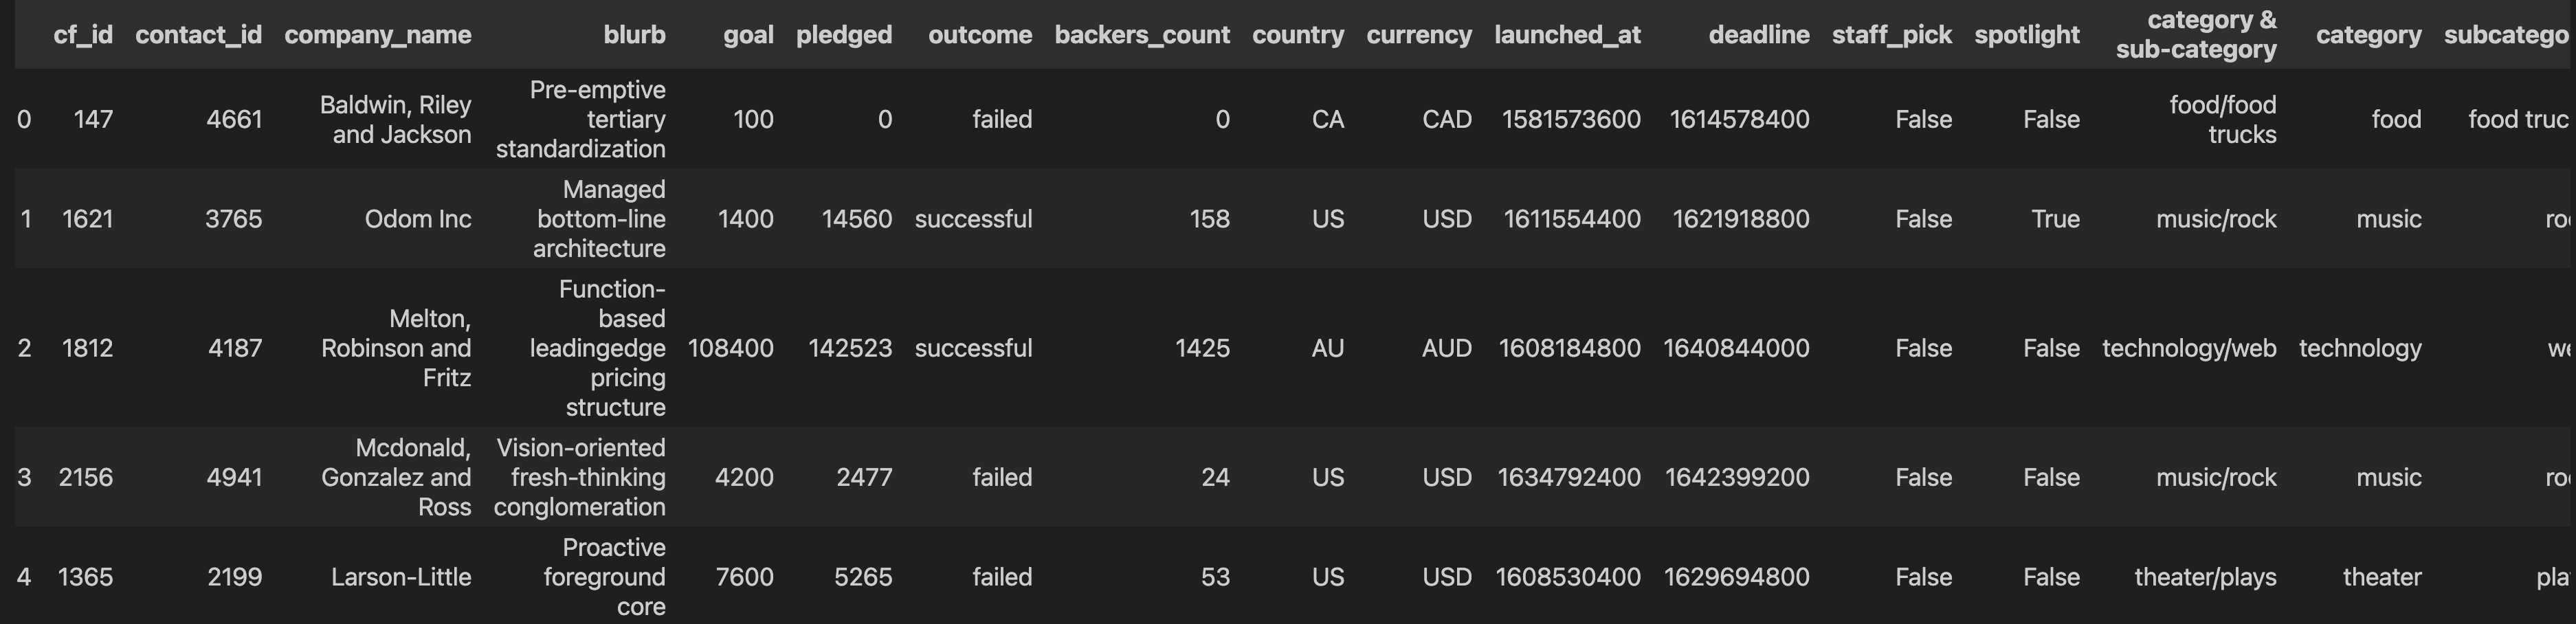 cf_id contact_id company_name blurb goal pledged outcome backers_count country currency launched_at deadline staff_pick spotlight category & sub-category category subcatego
0 147 4661 Baldwin, Riley and Jackson Pre-emptive tertiary standardization 100 0 failed 0 CA CAD 1581573600 1614578400 False False food/food trucks food food truc
1 1621 3765 Odom Inc Managed bottom-line architecture 1400 14560 successful 158 US USD 1611554400 1621918800 False True music/rock music ro
2 1812 4187 Melton, Robinson and Fritz Function-based leadingedge pricing structure 108400 142523 successful 1425 AU AUD 1608184800 1640844000 False False technology/web technology w
3 2156 4941 Mcdonald, Gonzalez and Ross Vision-oriented fresh-thinking conglomeration 4200 2477 failed 24 US USD 1634792400 1642399200 False False music/rock music ro
4 1365 2199 Larson-Little Proactive foreground core 7600 5265 failed 53 US USD 1608530400 1629694800 False False theater/plays theater pla